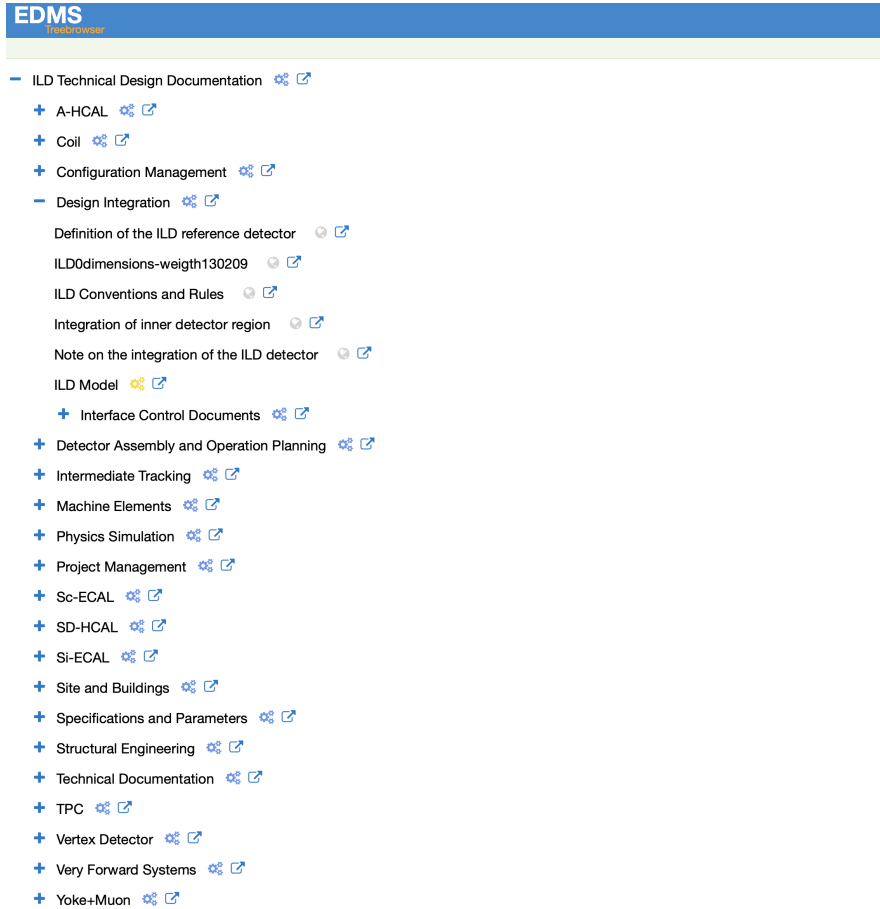 EDMS
Treebrowser
ILD Technical Design Documentation
A-HCAL
Coil
Configuration Management
Design Integration
Definition of the ILD reference detector
ILD0dimensions-weigth130209
ILD Conventions and Rules
Integration of inner detector region
Note on the integration of the ILD detector
ILD Model
Interface Control Documents
Detector Assembly and Operation Planning
Intermediate Tracking
Machine Elements
Physics Simulation
Project Management
Sc-ECAL
SD-HCAL
Si-ECAL
Site and Buildings
Specifications and Parameters
Structural Engineering
Technical Documentation
TPC
Vertex Detector
Very Forward Systems
Yoke+Muon